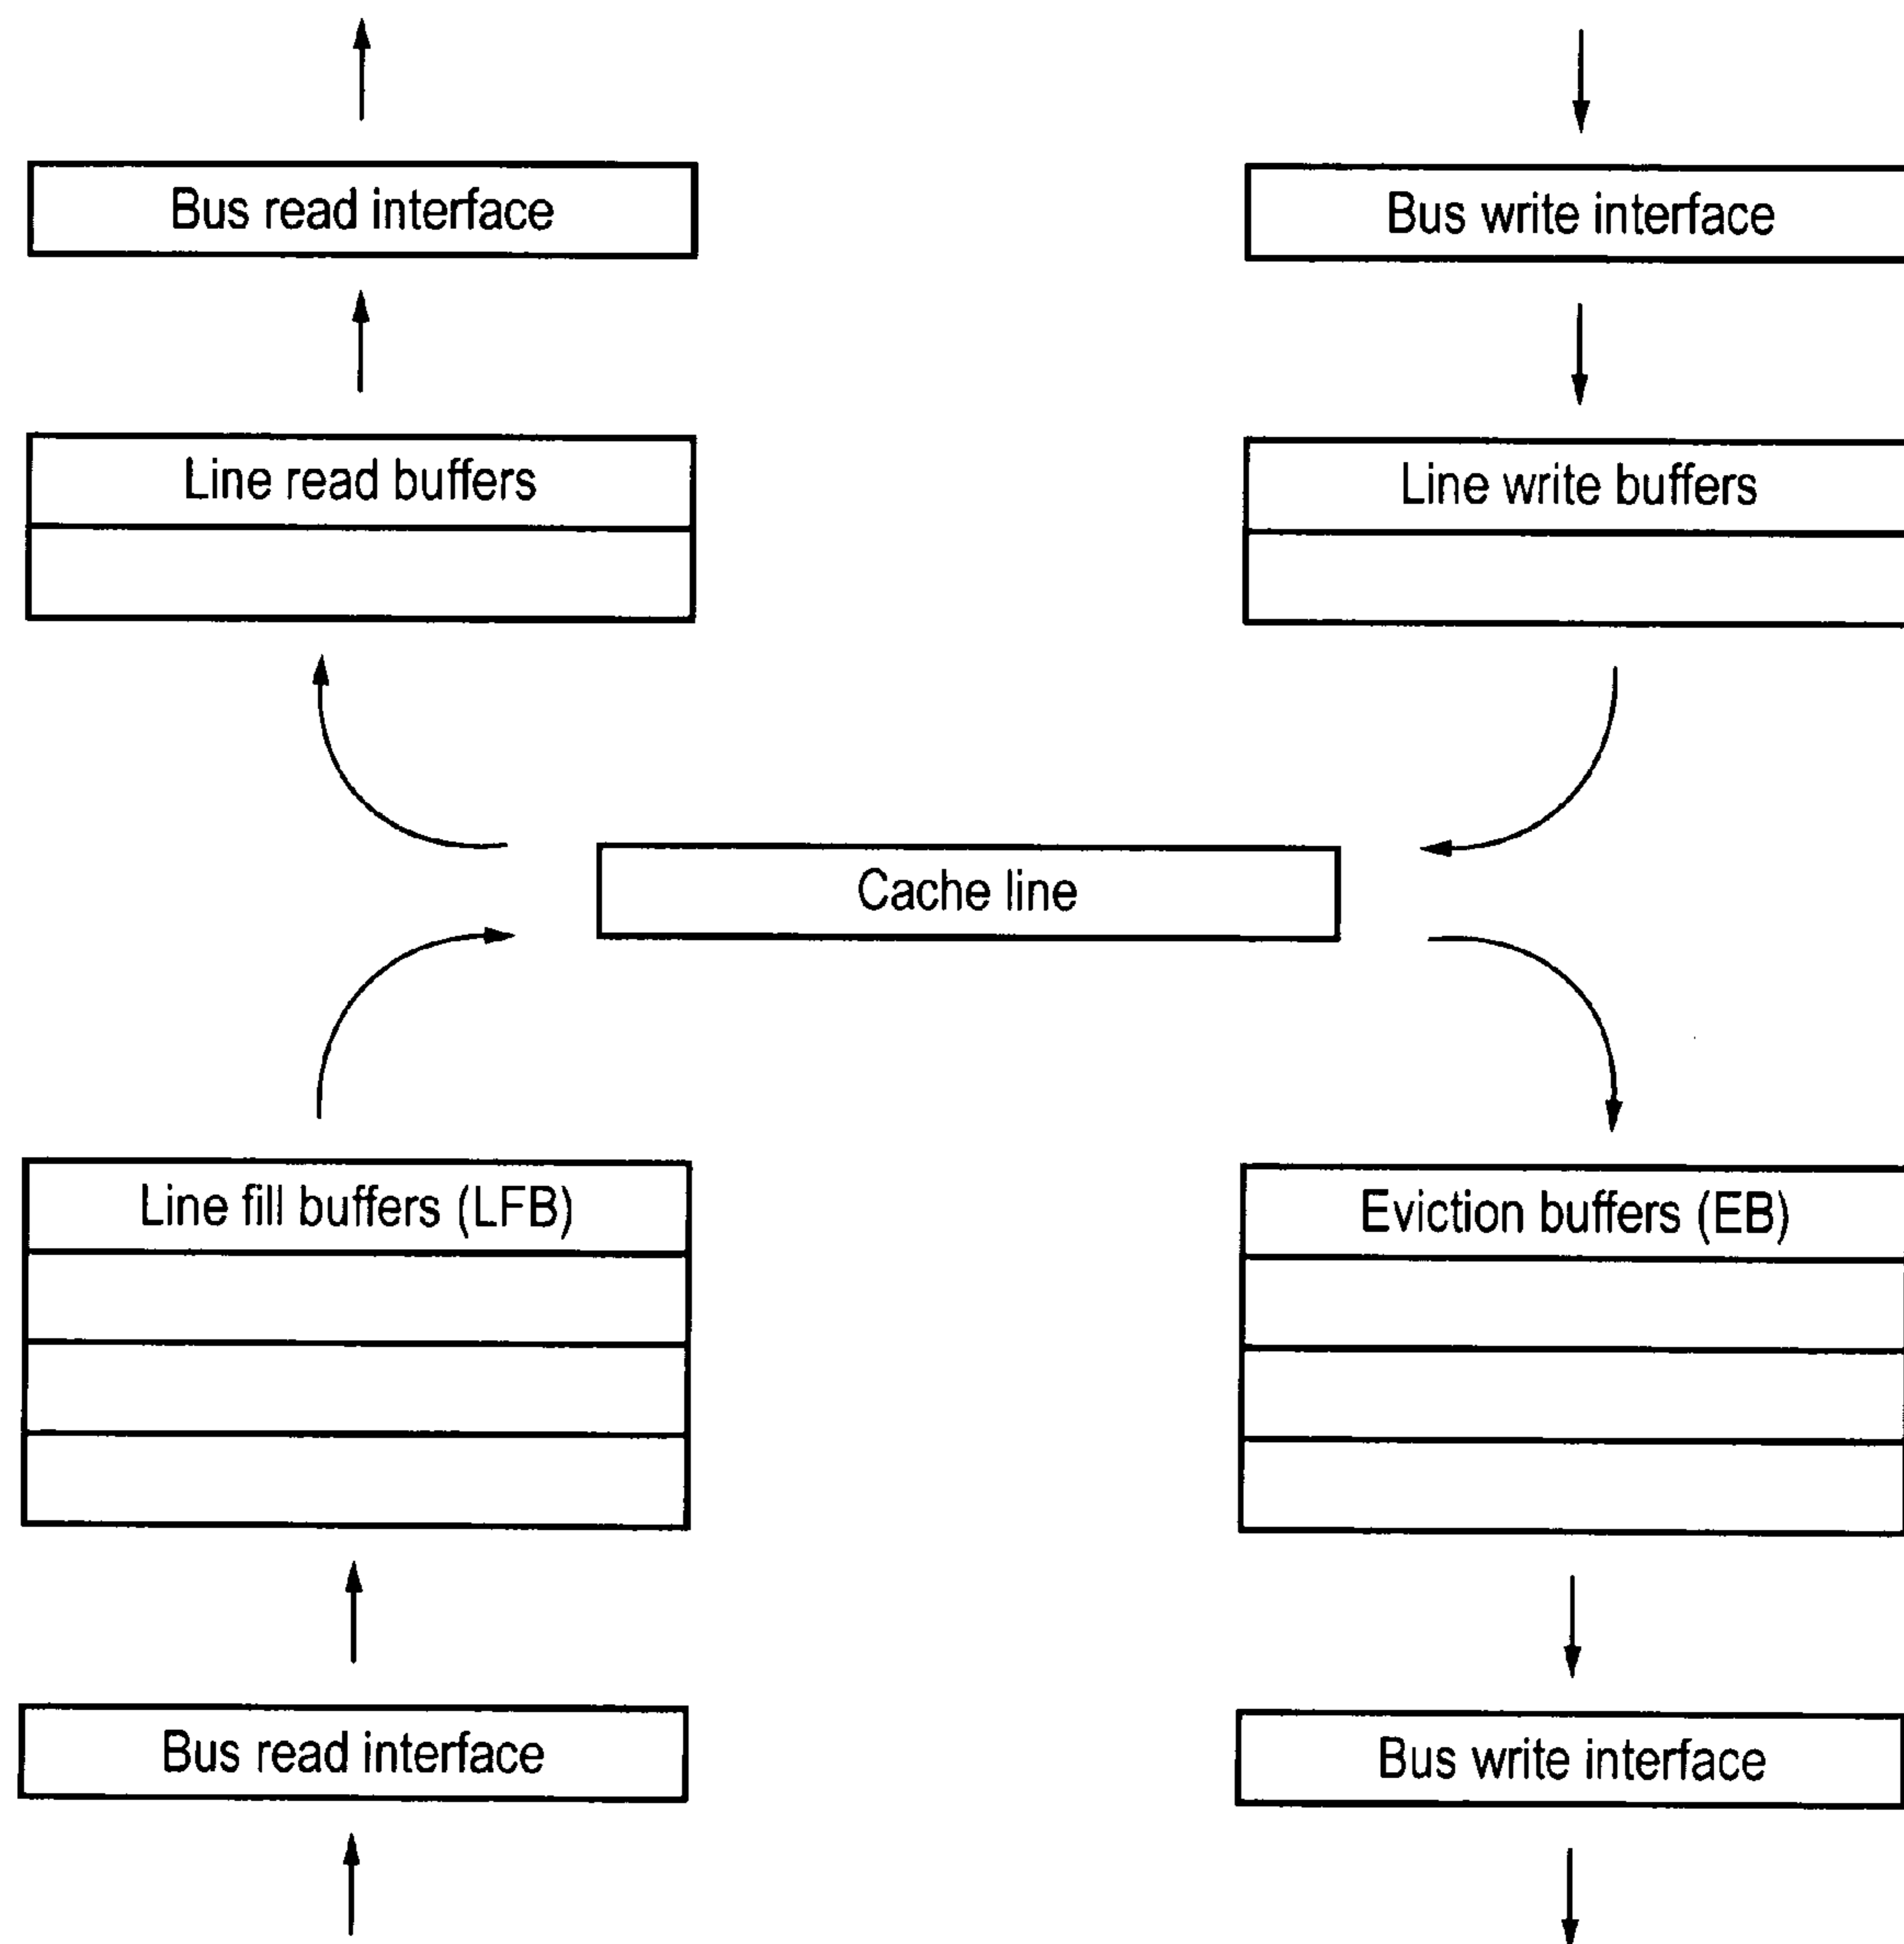 Bus read interface
Bus write interface
Line read buffers
Line write buffers
Cache line
Line fill buffers (LFB)
Eviction buffers (EB)
Bus read interface
Bus write interface